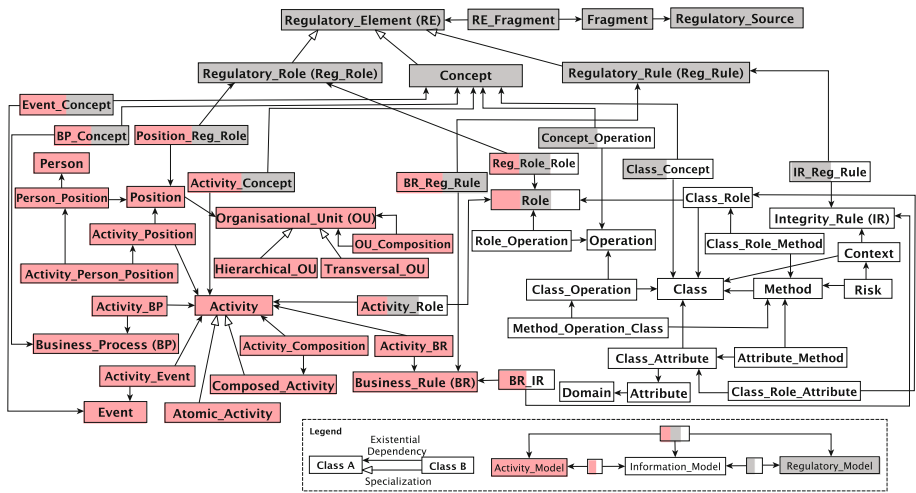 Regulatory_Element (RE)
RE_Fragment
Fragment
Regulatory_Source
Regulatory_Role (Reg_Role)
Concept
Regulatory_Rule (Reg_Rule)
Event_Concept
BP_Concept
Position_Reg_Role
Concept_Operation
Person
Reg_Role_Role
Class_Concept
IR_Reg_Rule
Activity_Concept
BR_Reg_Rule
Person_Position
Position
Role
Class_Role
Organisational_Unit (OU)
Integrity_Rule (IR)
Activity_Position
OU_Composition
Role_Operation
Operation
Class_Role_Method
Context
Activity_Person_Position
Hierarchical_OU
Transversal_OU
Class_Operation
Class
Method
Risk
Activity_BP
Activity
Activity_Role
Method_Operation_Class
Business_Process (BP)
Activity_Composition
Activity_BR
Class_Attribute
Attribute_Method
Activity_Event
Composed_Activity
Business_Rule (BR)
BR_IR
Domain
Attribute
Class_Role_Attribute
Event
Atomic_Activity
Legend
Existential
Dependency
Class A
Class B
Specialization
Activity_Model
Information_Model
Regulatory_Model